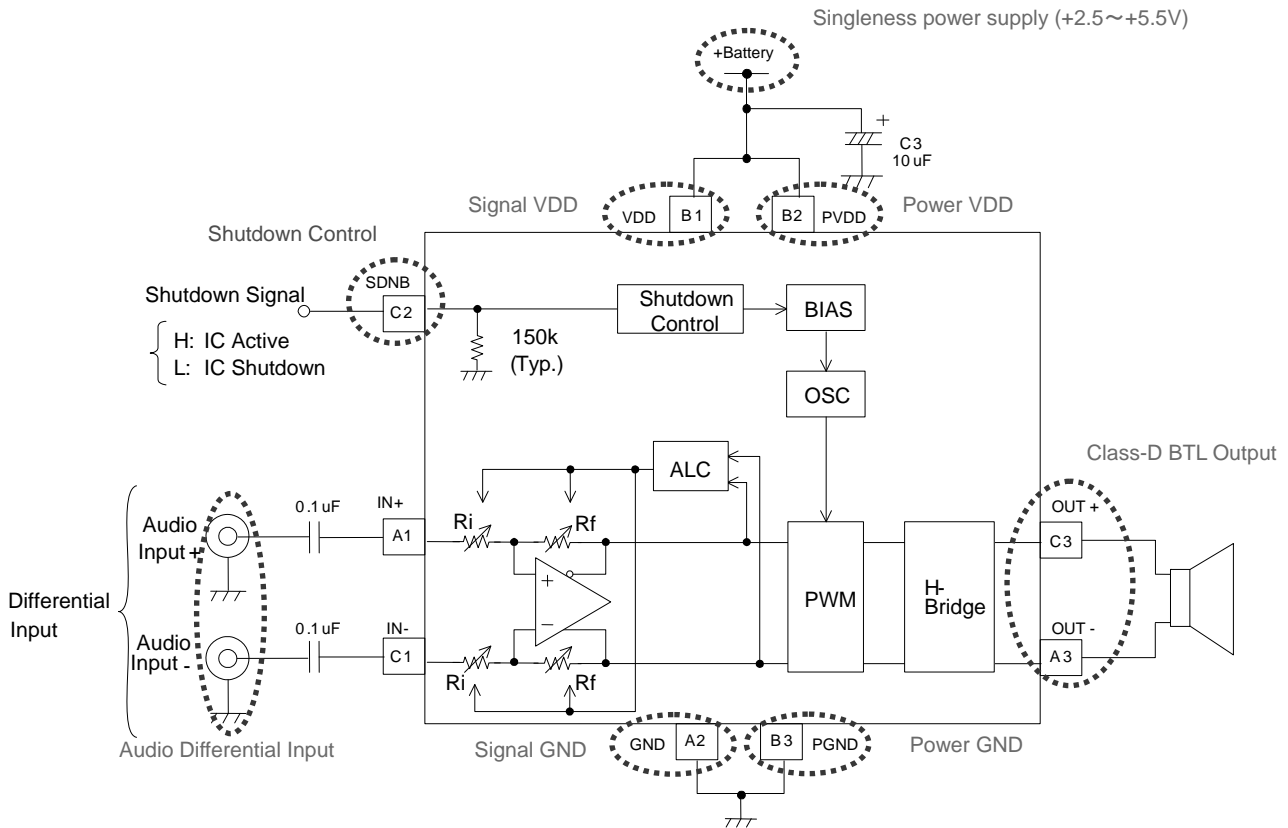 Singleness power supply (+2.5～+5.5V)
+Battery
+
C3
10 uF
Signal VDD
VDD
B1
B2
PVDD
Power VDD
Shutdown Control
SDNB
Shutdown Signal
C2
H: IC Active
L: IC Shutdown
150k
(Typ.)
Shutdown
Control
BIAS
OSC
ALC
Class-D BTL Output
Differential
Input
Audio
Input +
0.1 uF
IN+
A1
Ri
Rf
+
−
PWM
H-
Bridge
OUT +
C3
Audio
Input -
0.1 uF
IN-
C1
Ri
Rf
OUT -
A3
Audio Differential Input
Signal GND
GND
A2
B3
PGND
Power GND